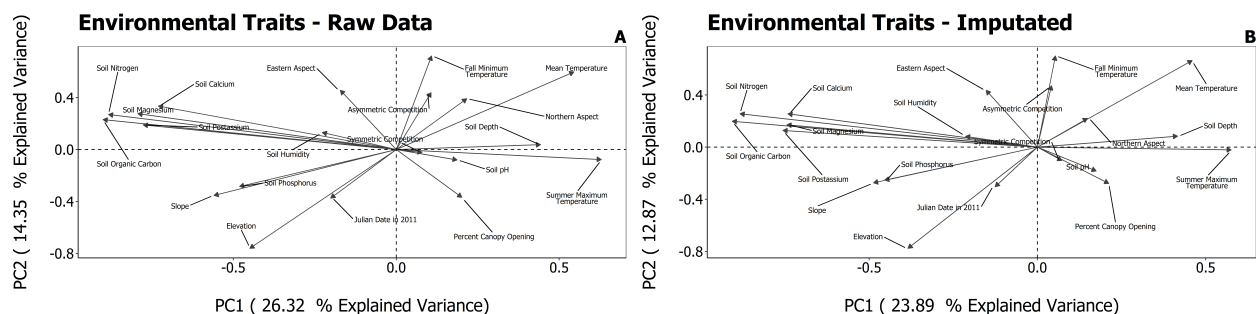 Environmental Traits - Raw Data
A
Soil Nitrogen
Soil Calcium
Eastern Aspect
Fall Minimum
Temperature
Mean Temperature
Soil Magnesium
Asymmetric Competition
Northern Aspect
Soil Postassium
Symmetric Competition
Soil Depth
Soil Humidity
Soil Organic Carbon
Soil pH
Soil Phosphorus
Summer Maximum
Temperature
Slope
Julian Date in 2011
Elevation
Percent Canopy Opening
0.4
0.0
-0.4
-0.8
-0.5
0.0
0.5
PC2 ( 14.35 % Explained Variance)
PC1 ( 26.32 % Explained Variance)
Environmental Traits - Imputated
B
Eastern Aspect
Fall Minimum
Temperature
Soil Nitrogen
Soil Calcium
Mean Temperature
Soil Humidity
Asymmetric Competition
Soil Depth
Soil Magnesium
Symmetric Competition
Northern Aspect
Soil Organic Carbon
Soil Phosphorus
Soil pH
Soil Postassium
Summer Maximum
Temperature
Slope
Julian Date in 2011
Percent Canopy Opening
Elevation
0.4
0.0
-0.4
-0.8
-0.5
0.0
0.5
PC2 ( 12.87 % Explained Variance)
PC1 ( 23.89 % Explained Variance)